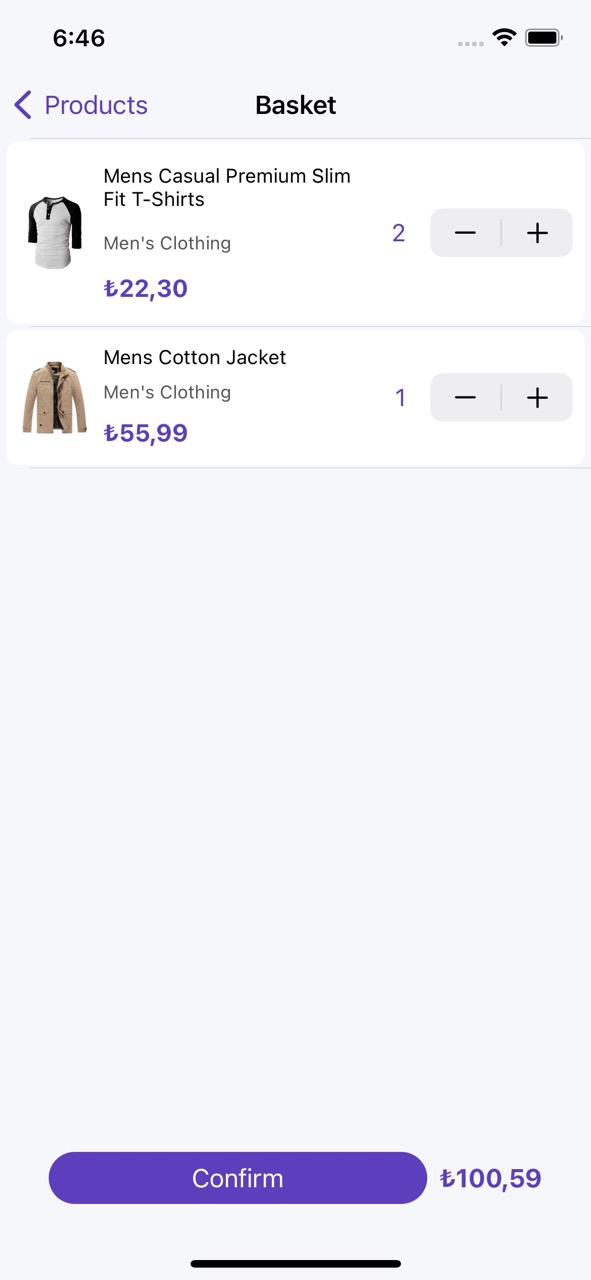 6:46
Products
Basket
Mens Casual Premium Slim
Fit T-Shirts
Men's Clothing
₺22,30
2
Mens Cotton Jacket
Men's Clothing
₺55,99
1
Confirm
₺100,59